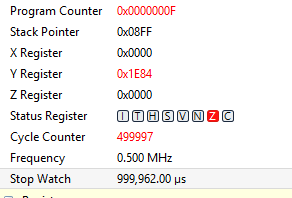 Program Counter 0x0000000F
Stack Pointer 0x08FF
X Register 0x0000
Y Register 0x1E84
Z Register 0x0000
Status Register I T H S V N Z C
Cycle Counter 499997
Frequency 0.500 MHz
Stop Watch 999,962.00 µs